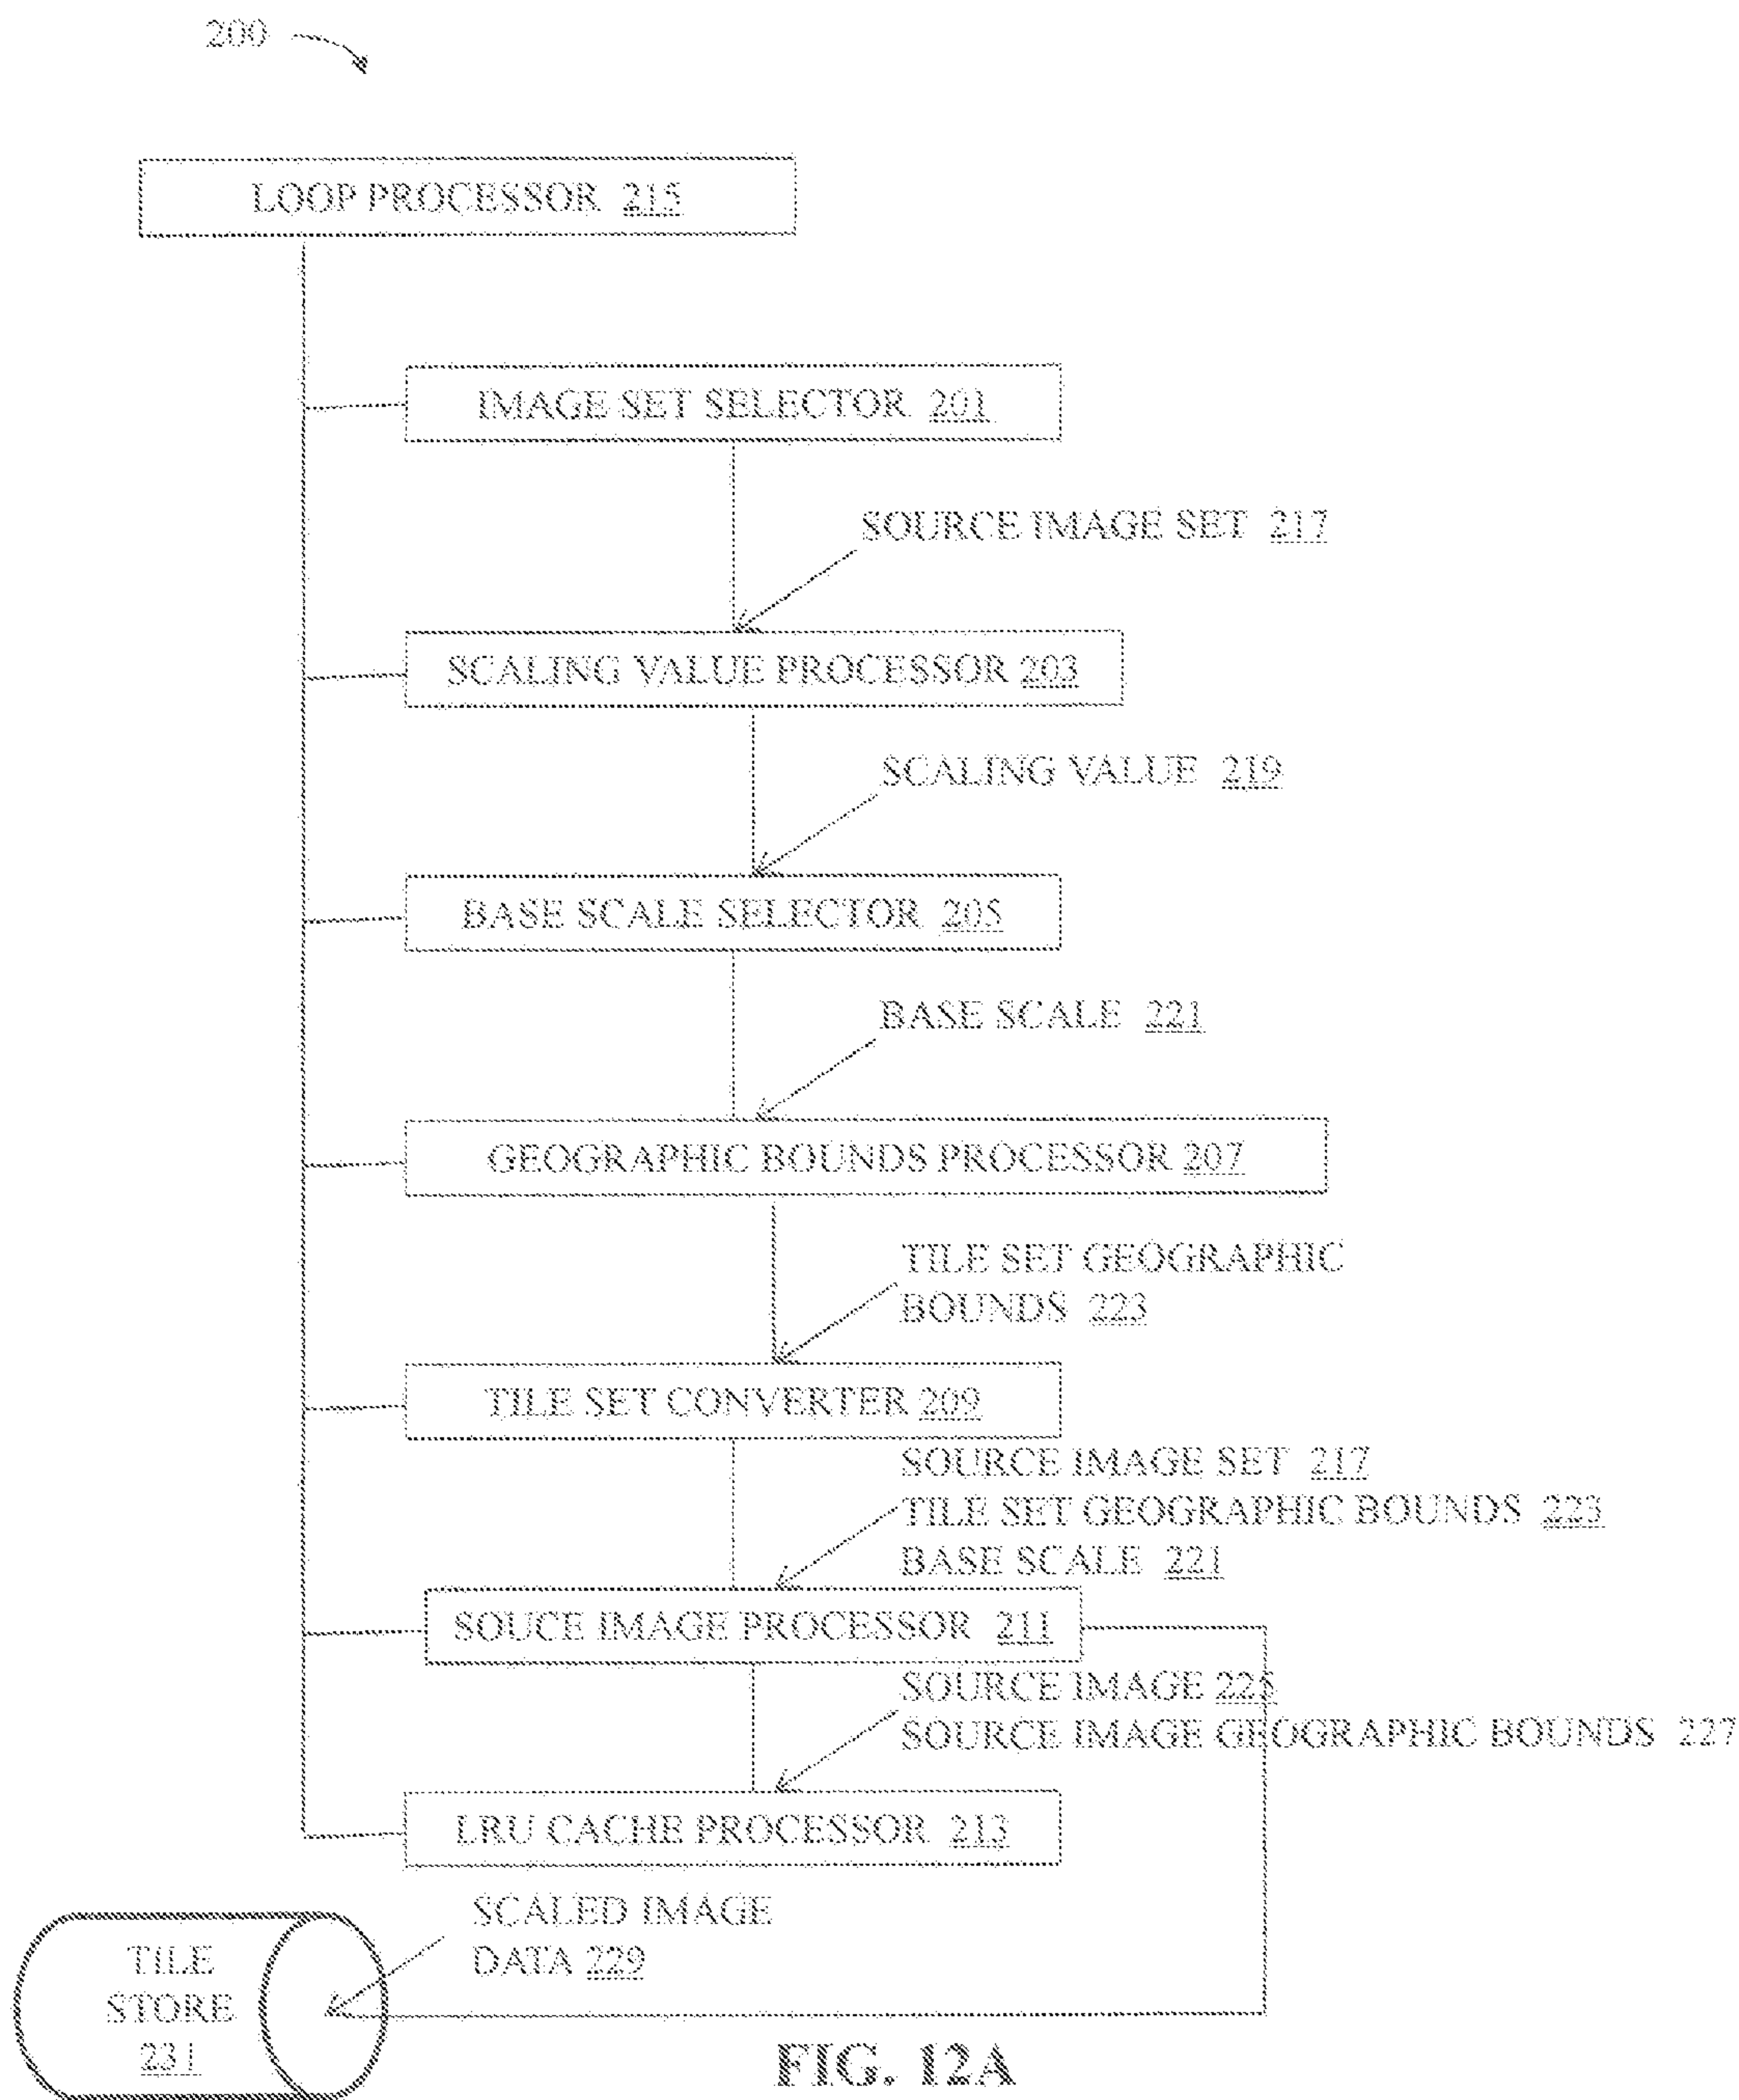 200
LOOP PROCESSOR 215
IMAGE SET SELECTOR 201
SOURCE IMAGE SET 217
SCALING VALUE PROCESSOR 203
SCALING VALUE 219
BASE SCALE SELECTOR 205
BASE SCALE 221
GEOGRAPHIC BOUNDS PROCESSOR 207
TILE SET GEOGRAPHIC
BOUNDS 223
TILE SET CONVERTER 209
SOURCE IMAGE SET 217
TILE SET GEOGRAPHIC BOUNDS 223
BASE SCALE 221
SOUCE IMAGE PROCESSOR 211
SOURCE IMAGE 225
SOURCE IMAGE GEOGRAPHIC BOUNDS 227
LRU CACHE PROCESSOR 213
SCALED IMAGE
DATA 229
TILE
STORE
231
FIG. 12A